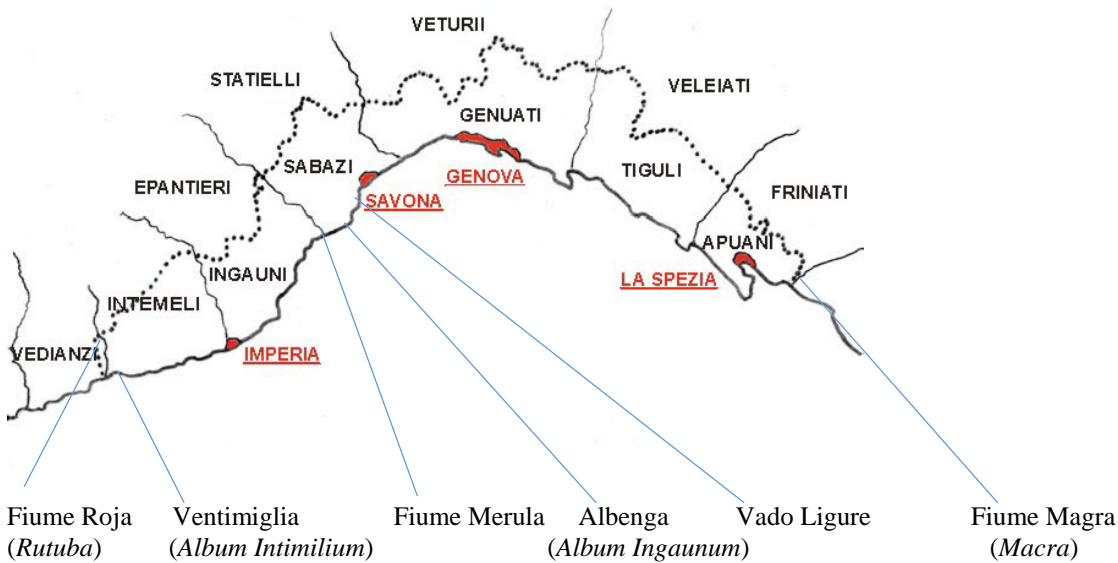 VETURII
STATIELLI
VELEIATI
GENUATI
SABAZI
GENOVA
TIGULI
EPANTIERI
SAVONA
FRINIATI
APUANI
INGAUNI
LA SPEZIA
INTEMELI
VEDIANZI
IMPERIA
Fiume Roja Ventimiglia Fiume Merula Albenga Vado Ligure Fiume Magra
(Rutuba) (Album Intimilium) (Album Ingaunum) (Macra)